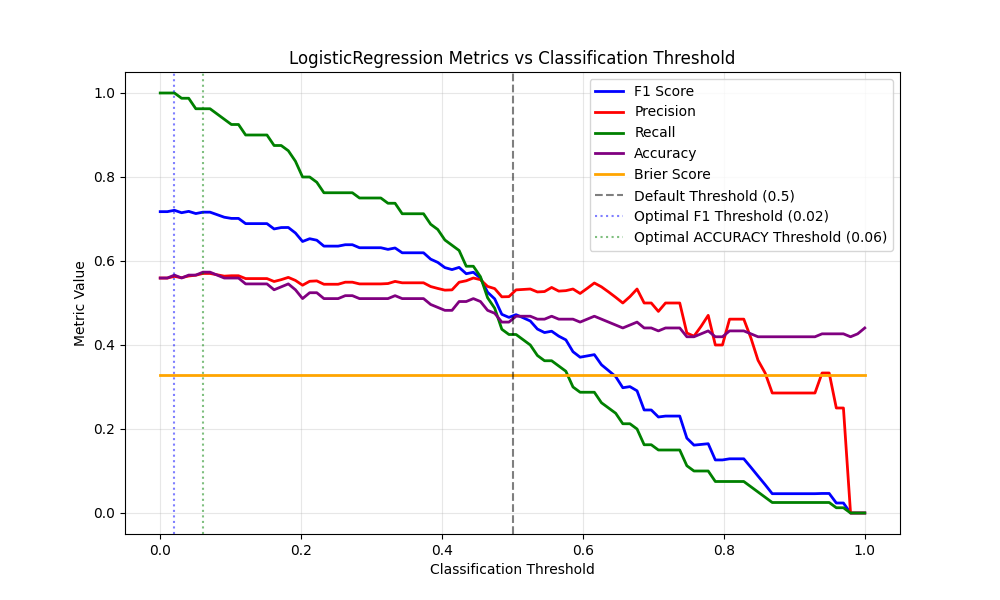 LogisticRegression Metrics vs Classification Threshold
F1 Score
Precision
Recall
Accuracy
Brier Score
Default Threshold (0.5)
Optimal F1 Threshold (0.02)
Optimal ACCURACY Threshold (0.06)
Metric Value
1.0
0.8
0.6
0.4
0.2
0.0
0.0 0.2 0.4 0.6 0.8 1.0
Classification Threshold